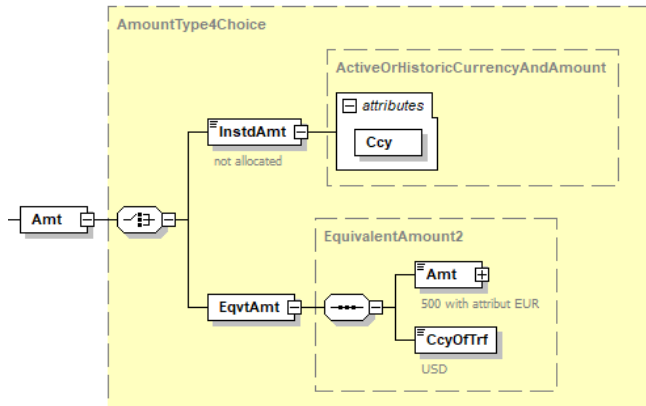 AmountType4Choice
ActiveOrHistoricCurrencyAndAmount
attributes
InstdAmt
Ccy
not allocated
Amt
EquivalentAmount2
Amt
500 with attribut EUR
EqvtAmt
CcyOfTrf
USD